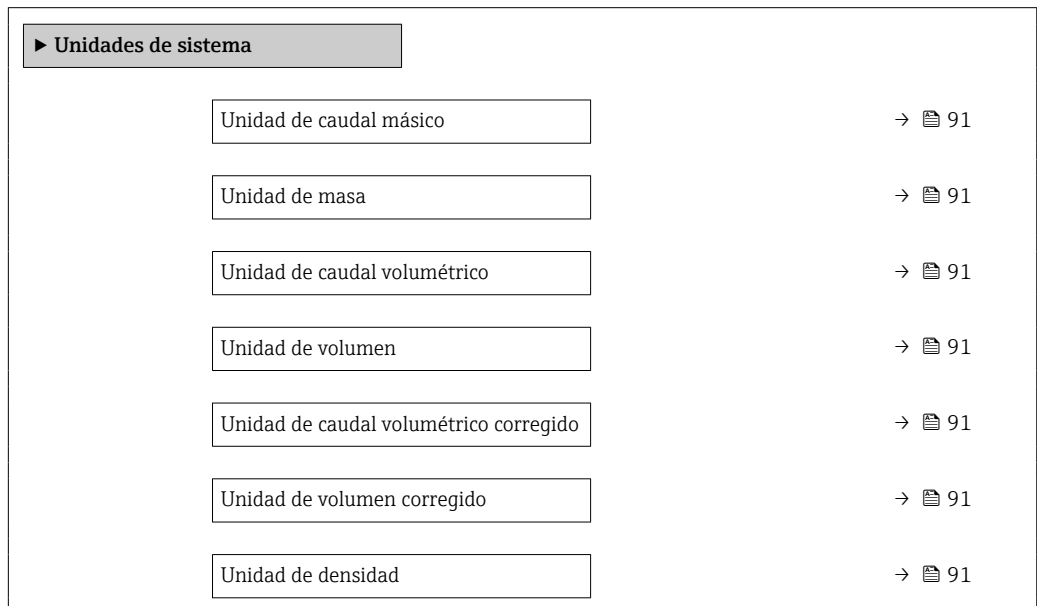 ▶ Unidades de sistema
Unidad de caudal másico → 91
Unidad de masa → 91
Unidad de caudal volumétrico → 91
Unidad de volumen → 91
Unidad de caudal volumétrico corregido → 91
Unidad de volumen corregido → 91
Unidad de densidad → 91